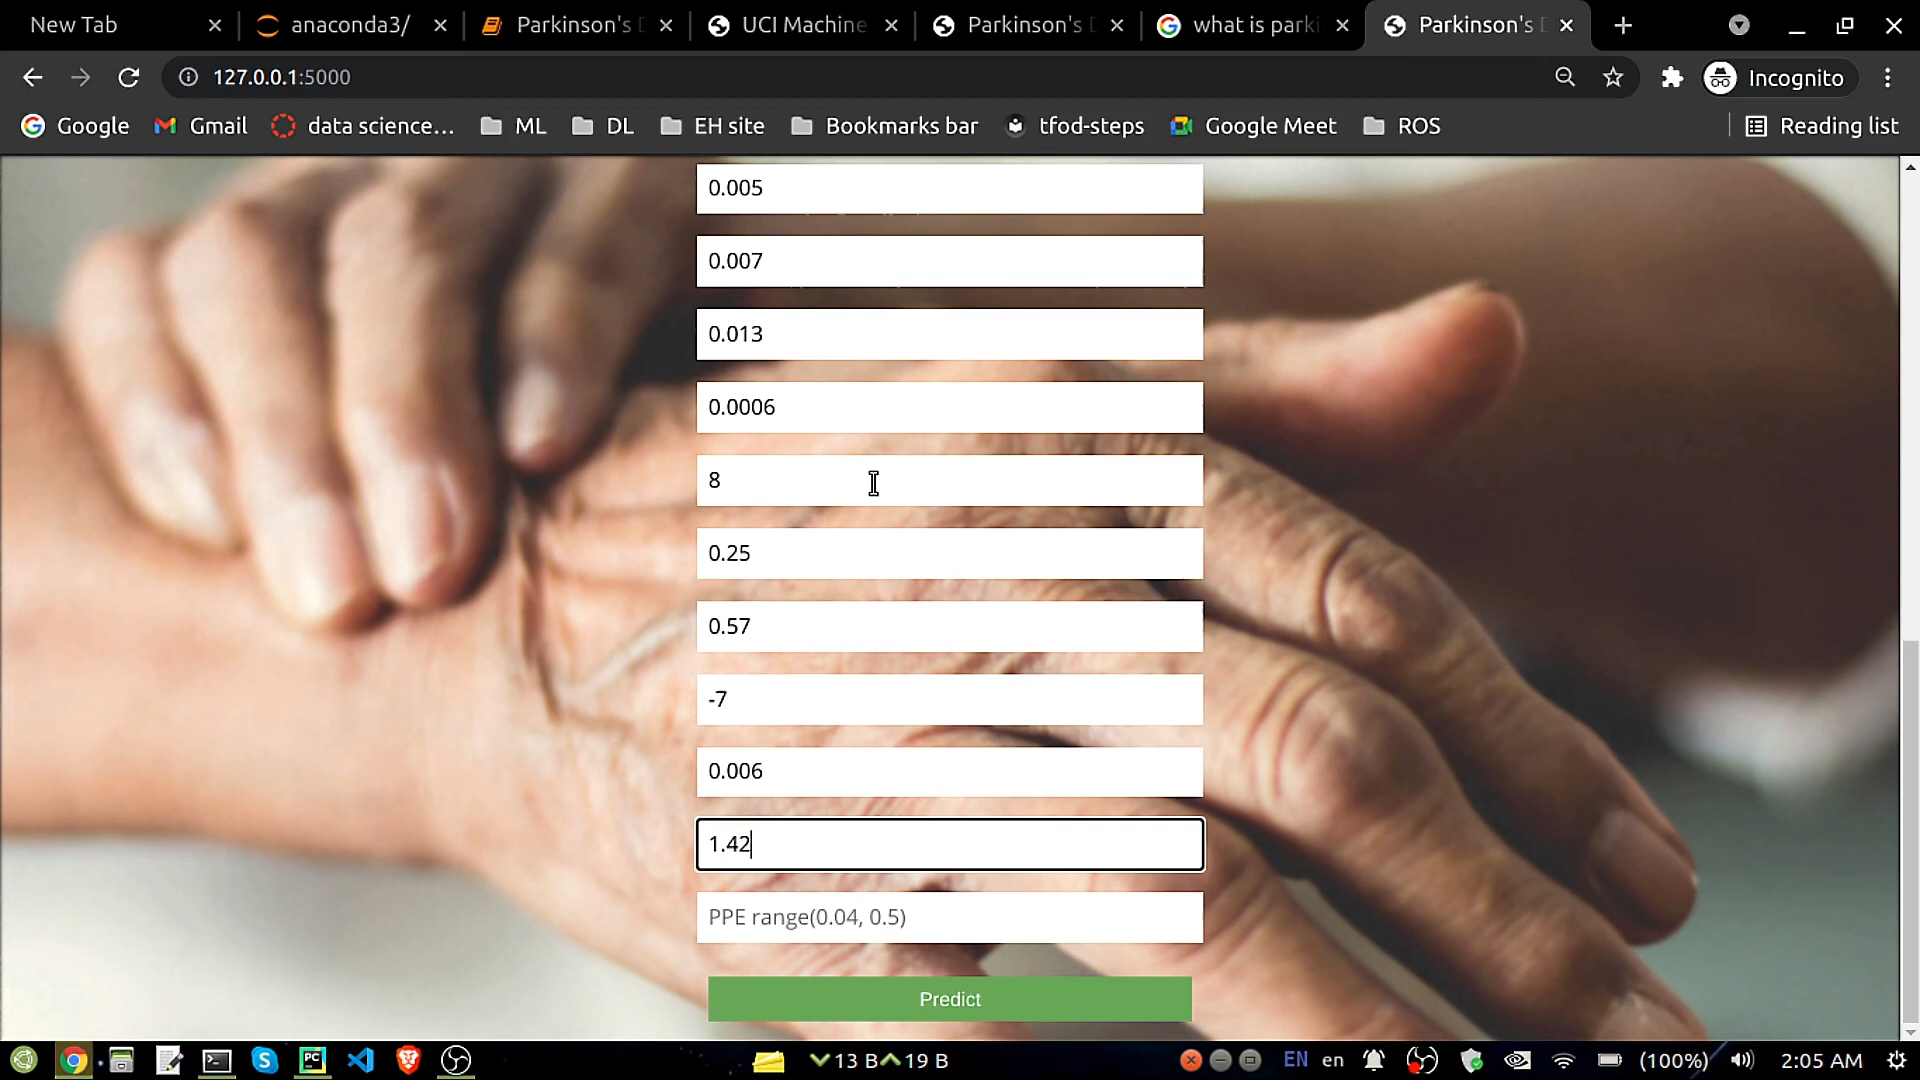 New Tab
anaconda3/
Parkinson's D
UCI Machine
Parkinson's D
what is parki
Parkinson's D
127.0.0.1:5000
Incognito
Google
Gmail
data science...
ML
DL
EH site
Bookmarks bar
tfod-steps
Google Meet
ROS
Reading list
0.005
0.007
0.013
0.0006
8
0.25
0.57
-7
0.006
1.42
PPE range(0.04, 0.5)
Predict
PC
13 B 19 B
EN
en
(100%)
2:05 AM